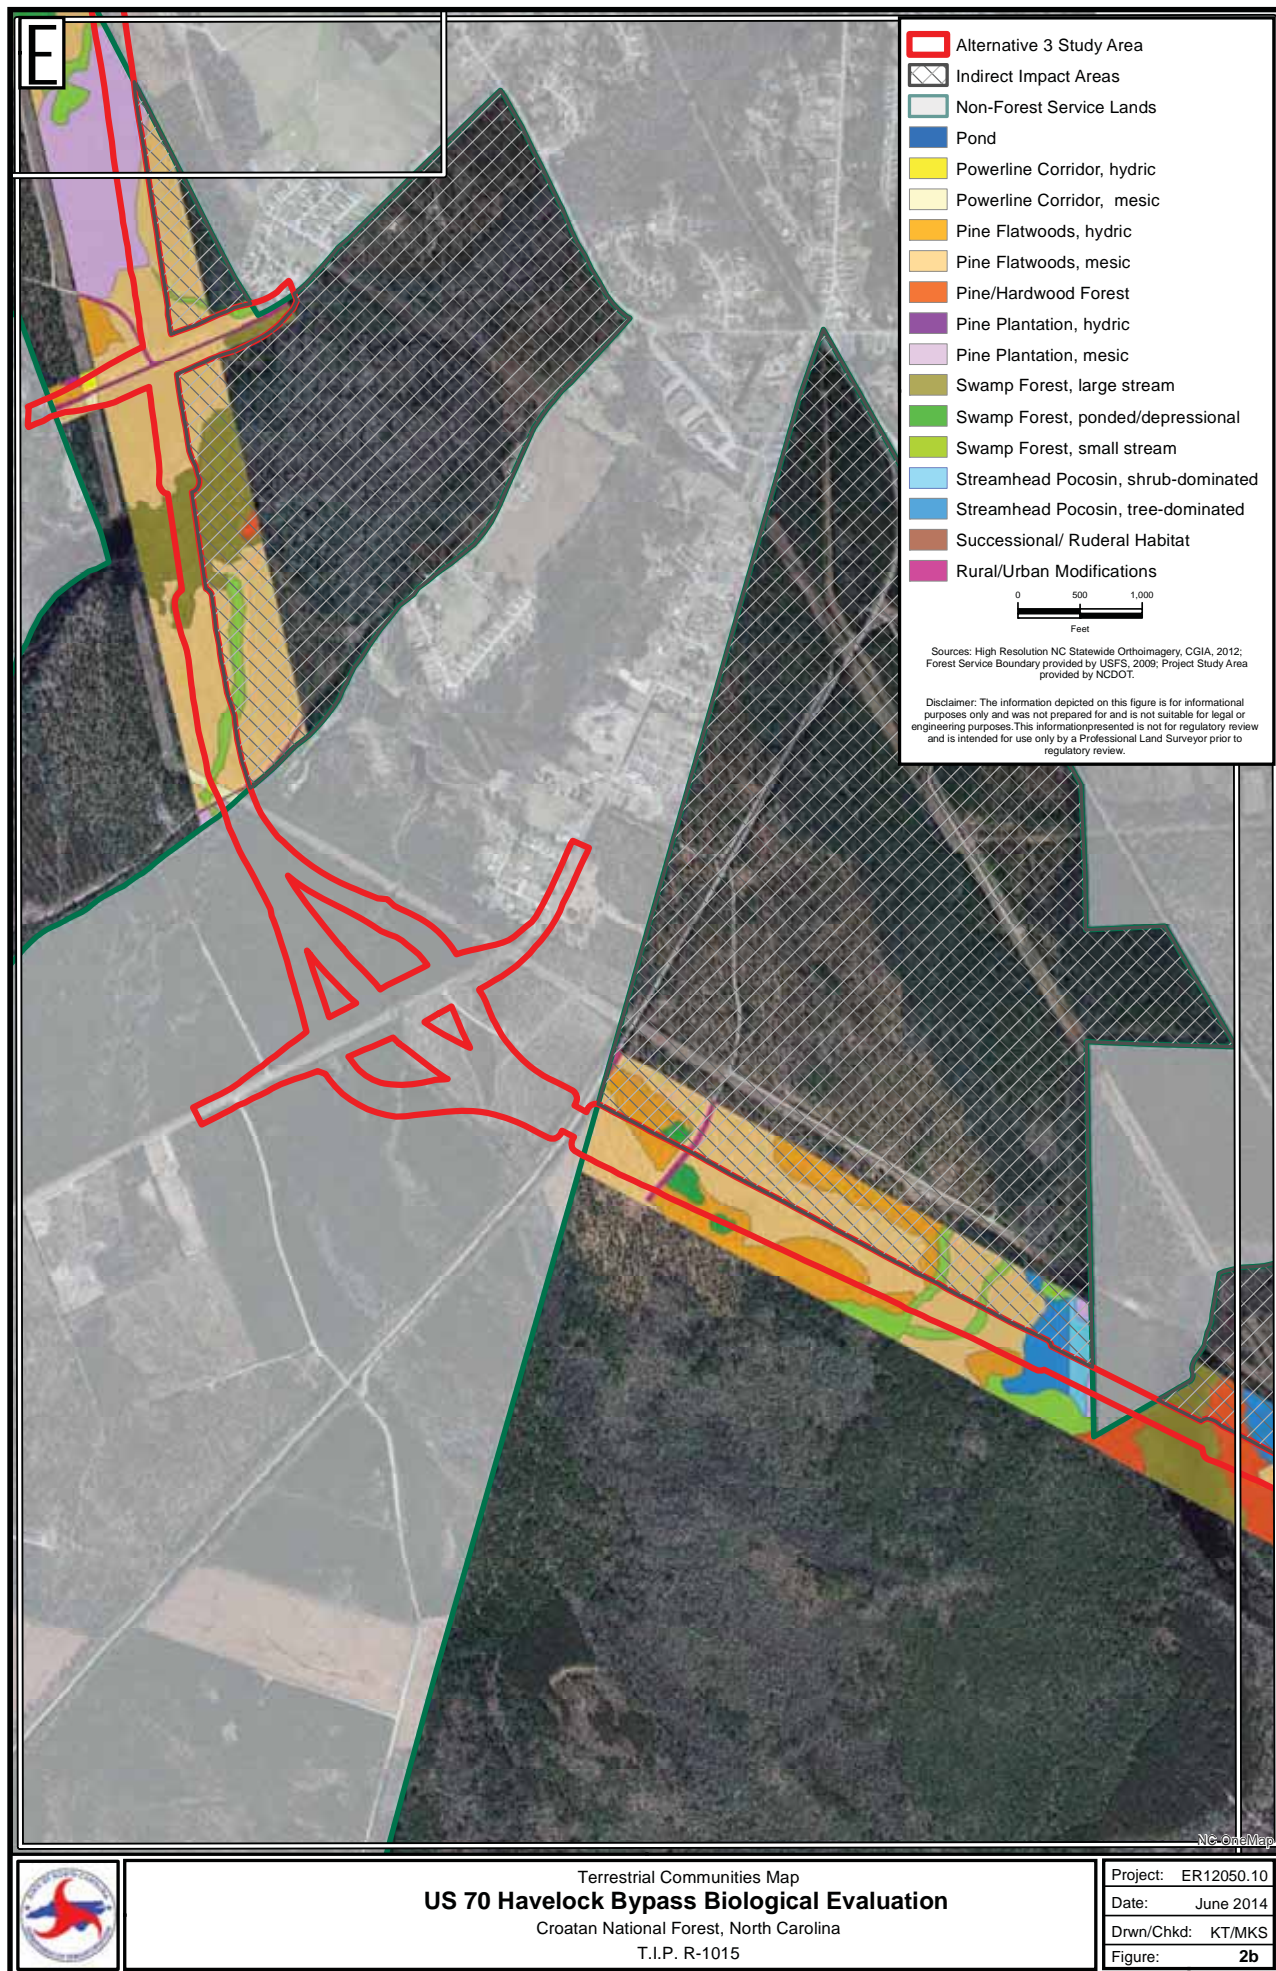 E
Alternative 3 Study Area
Indirect Impact Areas
Non-Forest Service Lands
Pond
Powerline Corridor, hydric
Powerline Corridor, mesic
Pine Flatwoods, hydric
Pine Flatwoods, mesic
Pine/Hardwood Forest
Pine Plantation, hydric
Pine Plantation, mesic
Swamp Forest, large stream
Swamp Forest, ponded/depressional
Swamp Forest, small stream
Streamhead Pocosin, shrub-dominated
Streamhead Pocosin, tree-dominated
Successional/ Ruderal Habitat
Rural/Urban Modifications
0 500 1,000
Feet
Sources: High Resolution NC Statewide Orthoimagery, CGIA, 2012;
Forest Service Boundary provided by USFS, 2009; Project Study Area
provided by NCDOT.
Disclaimer: The information depicted on this figure is for informational
purposes only and was not prepared for and is not suitable for legal or
engineering purposes.This informationpresented is not for regulatory review
and is intended for use only by a Professional Land Surveyor prior to
regulatory review.
NC OneMap
Terrestrial Communities Map
US 70 Havelock Bypass Biological Evaluation
Croatan National Forest, North Carolina
T.I.P. R-1015
Project: ER12050.10
Date: June 2014
Drwn/Chkd: KT/MKS
Figure: 2b